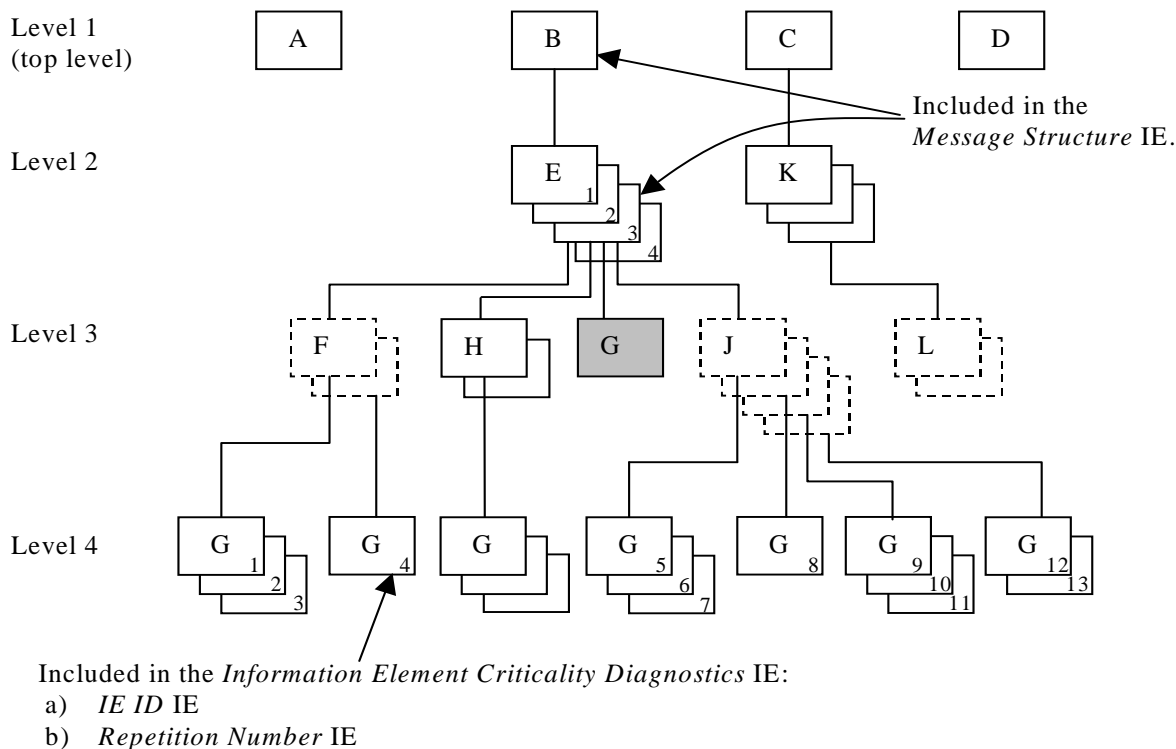 Level 1
(top level)
A
B
C
D
Included in the
Message Structure IE.
Level 2
E
1
2
3
4
K
Level 3
F
H
G
J
L
Level 4
G
1
2
3
G
4
G
G
5
6
7
G
8
G
9
10
11
G
12
13
Included in the Information Element Criticality Diagnostics IE:
a) IE ID IE
b) Repetition Number IE